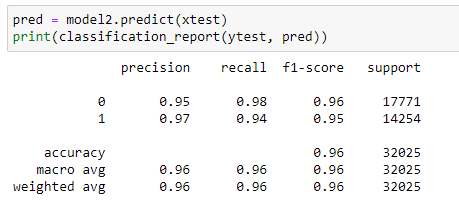 pred = model2.predict(xtest)
print(classification_report(ytest, pred))
precision recall f1-score support
0 0.95 0.98 0.96 17771
1 0.97 0.94 0.95 14254
accuracy 0.96 32025
macro avg 0.96 0.96 0.96 32025
weighted avg 0.96 0.96 0.96 32025